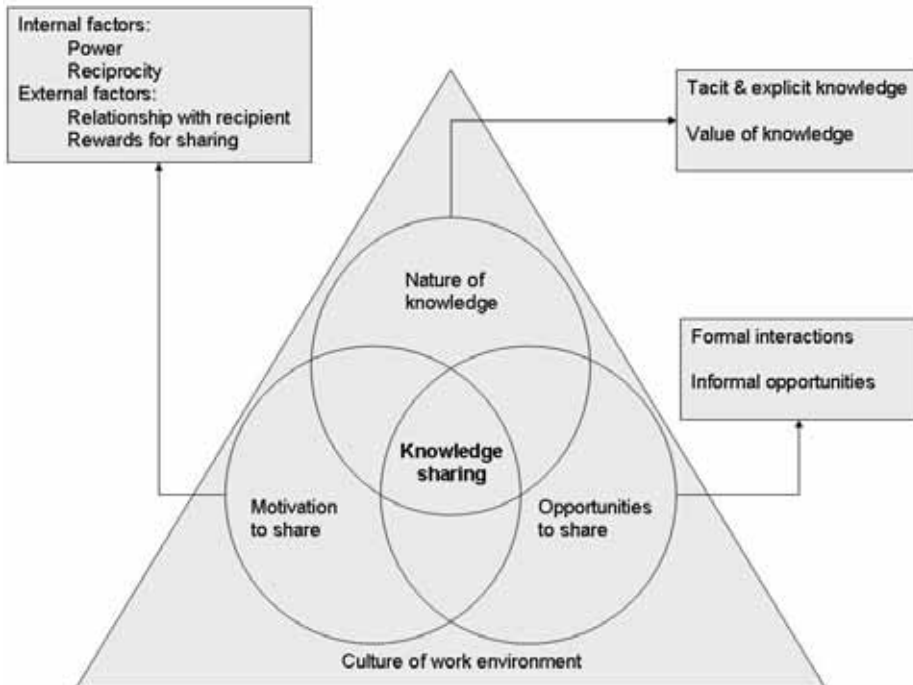 Internal factors:
Power
Reciprocity
External factors:
Relationship with recipient
Rewards for sharing
Tacit & explicit knowledge
Value of knowledge
Nature of
knowledge
Formal interactions
Informal opportunities
Knowledge
sharing
Motivation
to share
Opportunities
to share
Culture of work environment